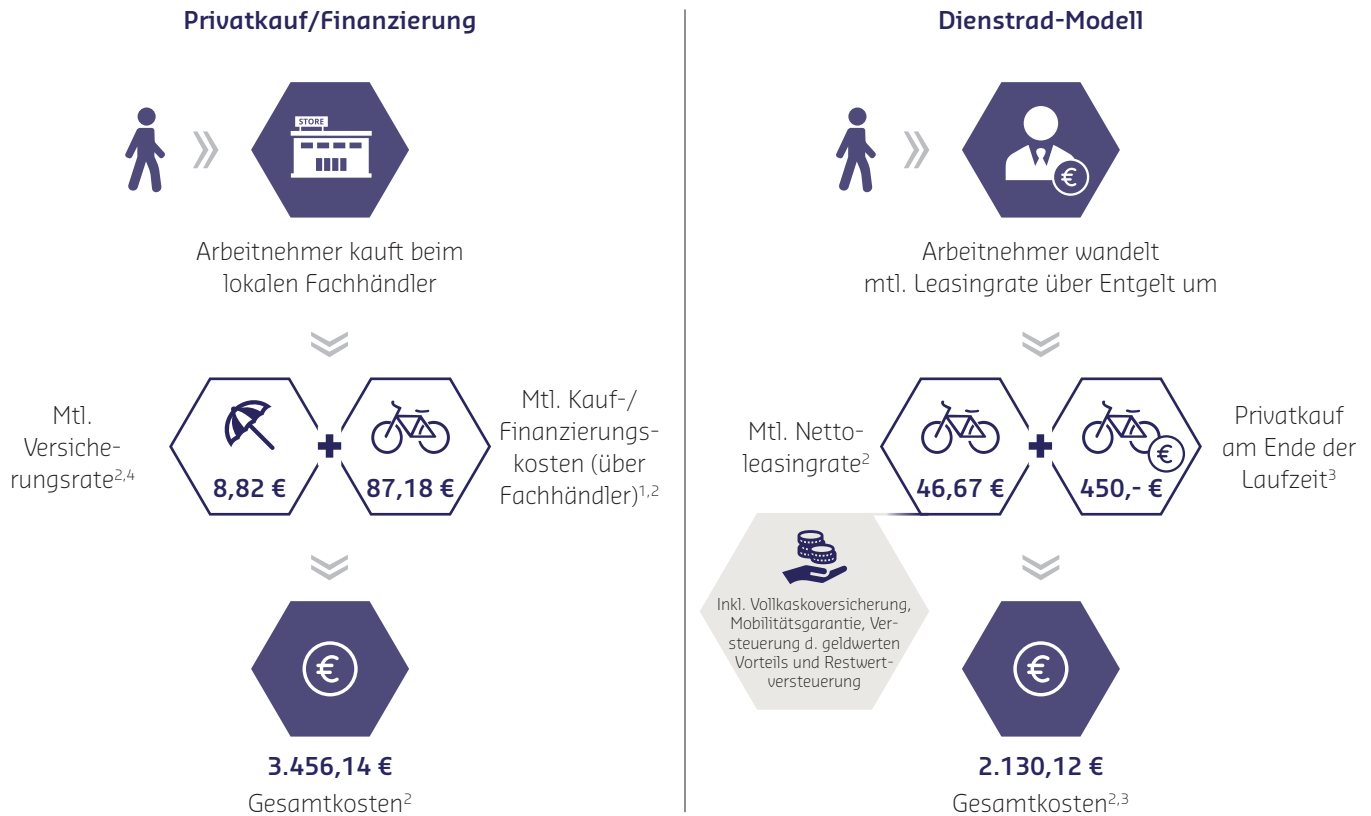 Privatkauf/Finanzierung
STORE
Arbeitnehmer kauft beim
lokalen Fachhändler
Mtl.
Versiche-
rungsrate2,4
8,82 €
87,18 €
Mtl. Kauf-/
Finanzierungs-
kosten (über
Fachhändler)1,2
€
3.456,14 €
Gesamtkosten2
Dienstrad-Modell
€
Arbeitnehmer wandelt
mtl. Leasingrate über Entgelt um
Mtl. Netto-
leasingrate2
46,67 €
€
450,- €
Privatkauf
am Ende der
Laufzeit3
Inkl. Vollkaskoversicherung,
Mobilitätsgarantie, Ver-
steuerung d. geldwerten
Vorteils und Restwert-
versteuerung
€
2.130,12 €
Gesamtkosten2,3